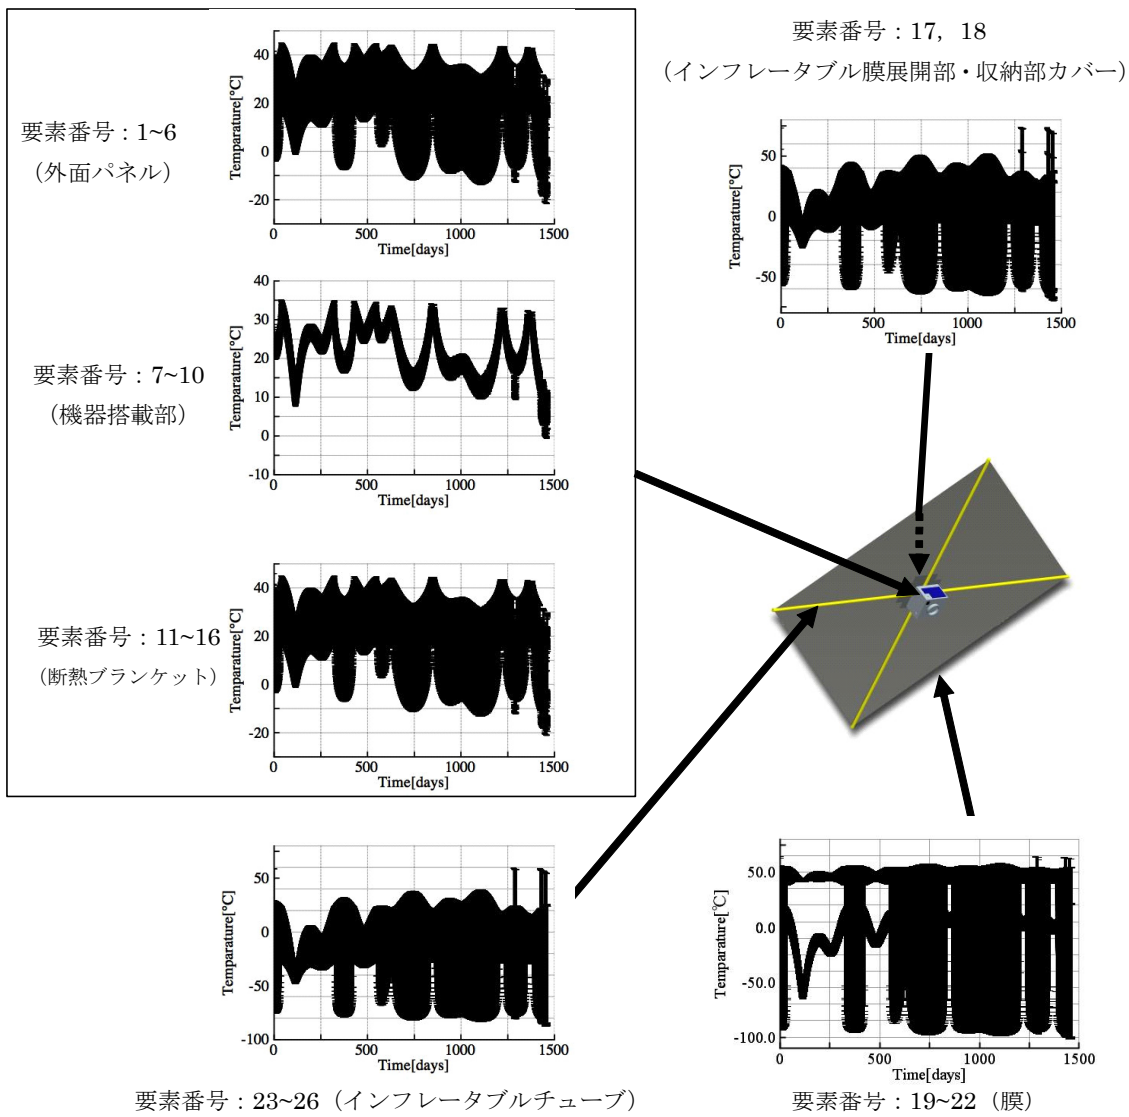 要素番号：1~6
（外面パネル）
Temparature[°C]
40
20
0
-20
0
500
1000
1500
Time[days]
要素番号：7~10
（機器搭載部）
Temparature[°C]
40
30
20
10
0
-10
0
500
1000
1500
Time[days]
要素番号：11~16
（断熱ブランケット）
Temparature[°C]
40
20
0
-20
0
500
1000
1500
Time[days]
要素番号：17，18
（インフレータブル膜展開部・収納部カバー）
Temparature[°C]
50
0
-50
0
500
1000
1500
Time[days]
Temparature[°C]
50
0
-50
-100
0
500
1000
1500
Time[days]
要素番号：23~26（インフレータブルチューブ）
Temparature[℃]
50.0
0.0
-50.0
-100.0
0
500
1000
1500
Time[days]
要素番号：19~22（膜）